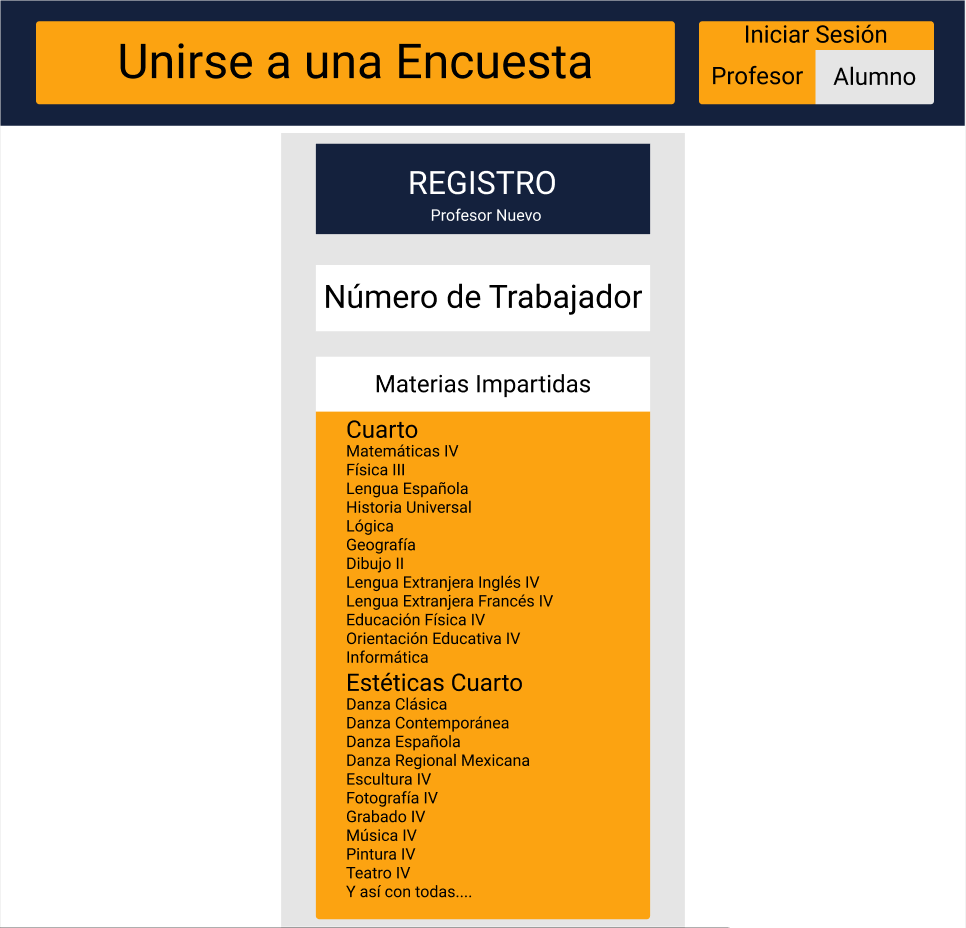 Unirse a una Encuesta
Iniciar Sesión
Profesor
Alumno
REGISTRO
Profesor Nuevo
Número de Trabajador
Materias Impartidas
Cuarto
Matemáticas IV
Física III
Lengua Española
Historia Universal
Lógica
Geografía
Dibujo II
Lengua Extranjera Inglés IV
Lengua Extranjera Francés IV
Educación Física IV
Orientación Educativa IV
Informática
Estéticas Cuarto
Danza Clásica
Danza Contemporánea
Danza Española
Danza Regional Mexicana
Escultura IV
Fotografía IV
Grabado IV
Música IV
Pintura IV
Teatro IV
Y así con todas....